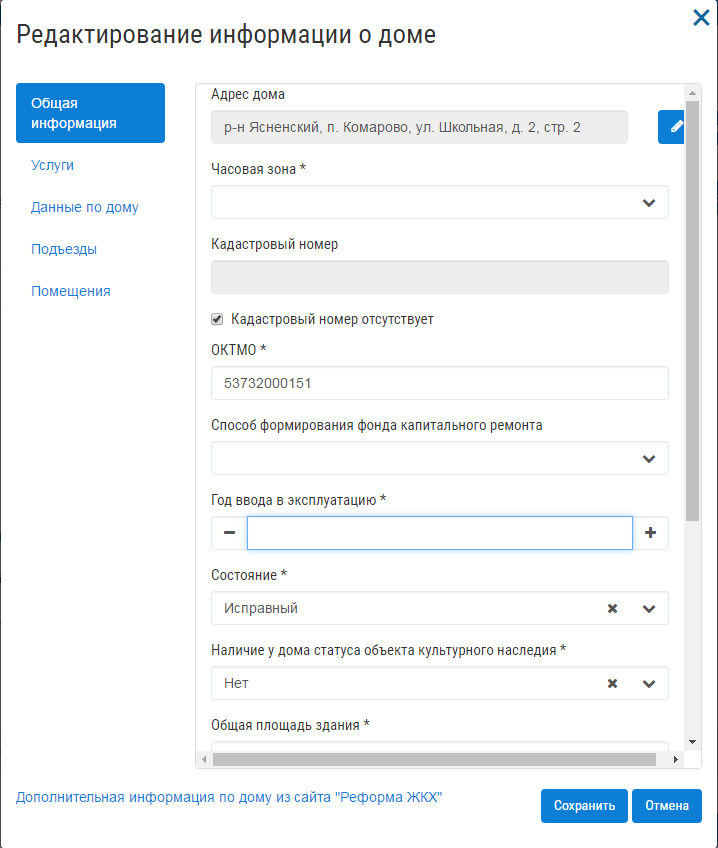 Редактирование информации о доме
Общая
информация
Услуги
Данные по дому
Подъезды
Помещения
Адрес дома
р-н Ясненский, п. Комарово, ул. Школьная, д. 2, стр. 2
Часовая зона *
Кадастровый номер
Кадастровый номер отсутствует
ОКТМО *
53732000151
Способ формирования фонда капитального ремонта
Год ввода в эксплуатацию *
Состояние *
Исправный
Наличие у дома статуса объекта культурного наследия *
Нет
Общая площадь здания *
Дополнительная информация по дому из сайта "Реформа ЖКХ"
Сохранить
Отмена